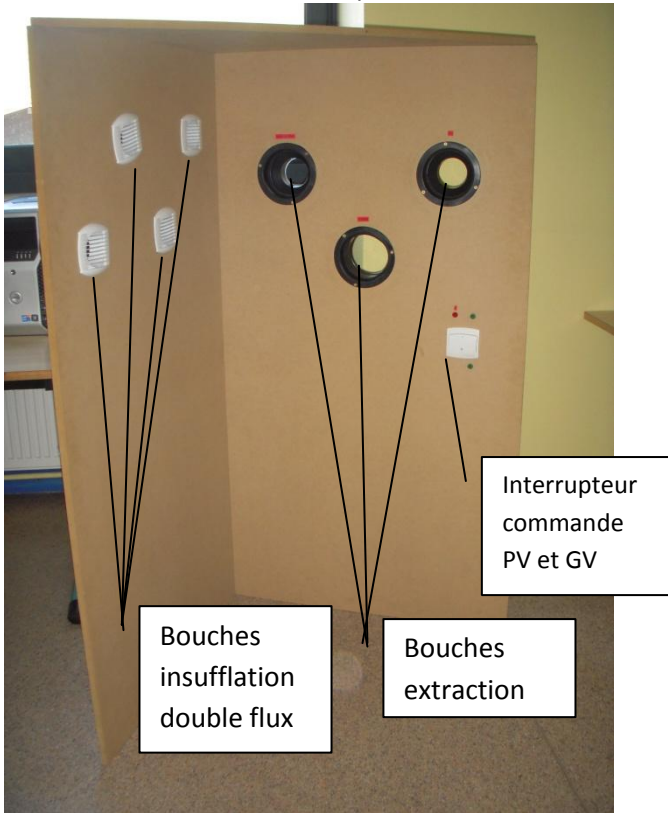 Interrupteur
commande
PV et GV
Bouches
insufflation
double flux
Bouches
extraction